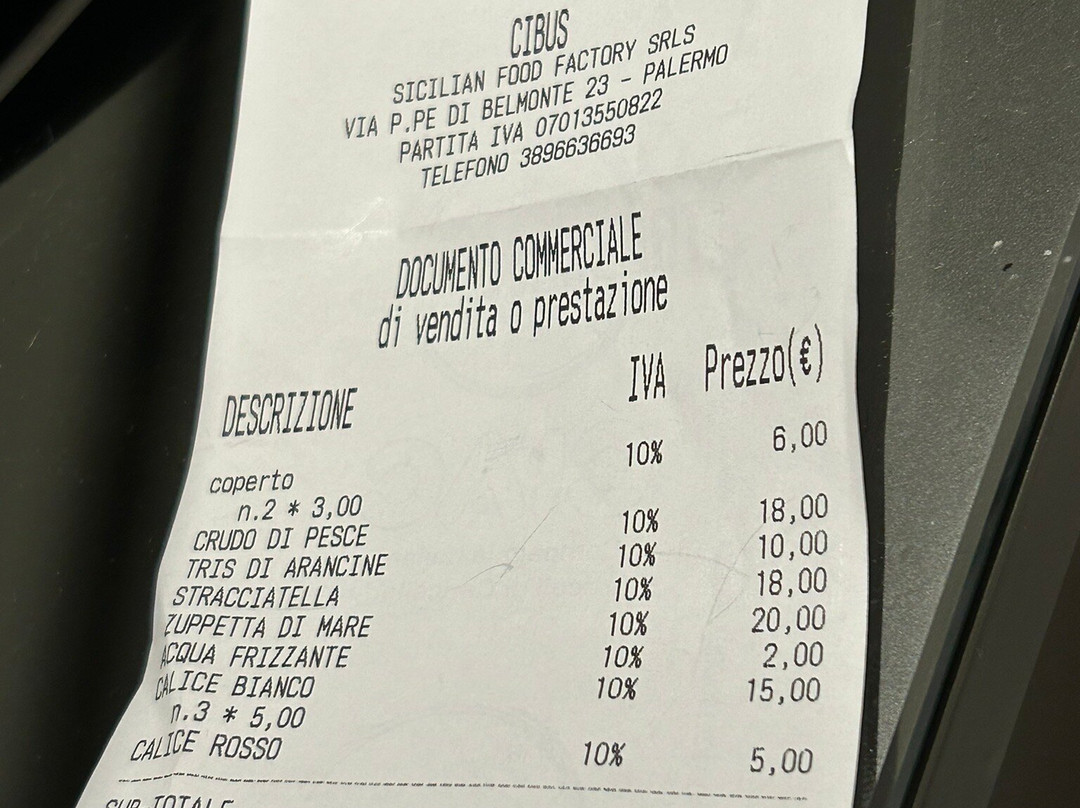 CIBUS
SICILIAN FOOD FACTORY SRLS
VIA P.PE DI BELMONTE 23 - PALERMO
PARTITA IVA 07013550822
TELEFONO 3896636693
DOCUMENTO COMMERCIALE
di vendita o prestazione
DESCRIZIONE IVA Prezzo(€)
coperto 10% 6,00
n.2 * 3,00
CRUDO DI PESCE 10% 18,00
TRIS DI ARANCINE 10% 10,00
STRACCIATELLA 10% 18,00
ZUPPETTA DI MARE 10% 20,00
ACQUA FRIZZANTE 10% 2,00
CALICE BIANCO 10% 15,00
n.3 * 5,00
CALICE ROSSO 10% 5,00
SUB TOTALE